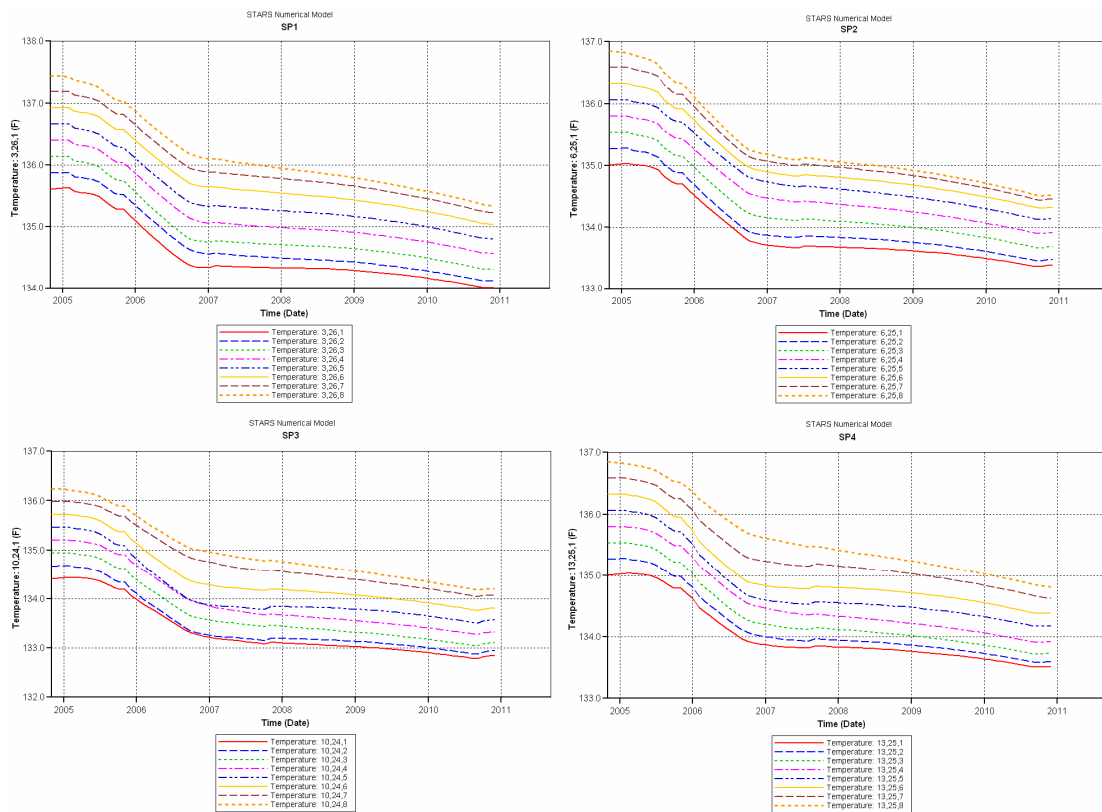 STARS Numerical Model
SP1
138.0
137.0
136.0
135.0
134.0
Temperature: 3,26,1 (F)
2005 2006 2007 2008 2009 2010 2011
Time (Date)
Temperature: 3,26,1
Temperature: 3,26,2
Temperature: 3,26,3
Temperature: 3,26,4
Temperature: 3,26,5
Temperature: 3,26,6
Temperature: 3,26,7
Temperature: 3,26,8
STARS Numerical Model
SP2
137.0
136.0
135.0
134.0
133.0
Temperature: 6,25,1 (F)
2005 2006 2007 2008 2009 2010 2011
Time (Date)
Temperature: 6,25,1
Temperature: 6,25,2
Temperature: 6,25,3
Temperature: 6,25,4
Temperature: 6,25,5
Temperature: 6,25,6
Temperature: 6,25,7
Temperature: 6,25,8
STARS Numerical Model
SP3
137.0
136.0
135.0
134.0
133.0
132.0
Temperature: 10,24,1 (F)
2005 2006 2007 2008 2009 2010 2011
Time (Date)
Temperature: 10,24,1
Temperature: 10,24,2
Temperature: 10,24,3
Temperature: 10,24,4
Temperature: 10,24,5
Temperature: 10,24,6
Temperature: 10,24,7
Temperature: 10,24,8
STARS Numerical Model
SP4
137.0
136.0
135.0
134.0
133.0
Temperature: 13,25,1 (F)
2005 2006 2007 2008 2009 2010 2011
Time (Date)
Temperature: 13,25,1
Temperature: 13,25,2
Temperature: 13,25,3
Temperature: 13,25,4
Temperature: 13,25,5
Temperature: 13,25,6
Temperature: 13,25,7
Temperature: 13,25,8